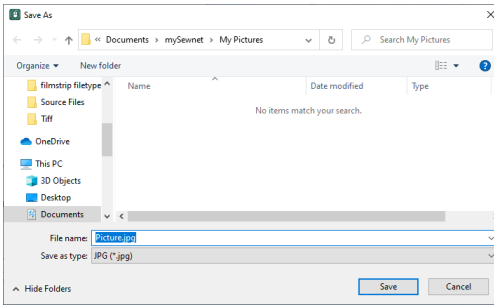 Save As
« Documents › mySewnet › My Pictures
Search My Pictures
Organize
New folder
Name
Date modified
Type
No items match your search.
filmstrip filetype
Source Files
Tiff
OneDrive
This PC
3D Objects
Desktop
Documents
File name: Picture.jpg
Save as type: JPG (*.jpg)
Hide Folders
Save
Cancel